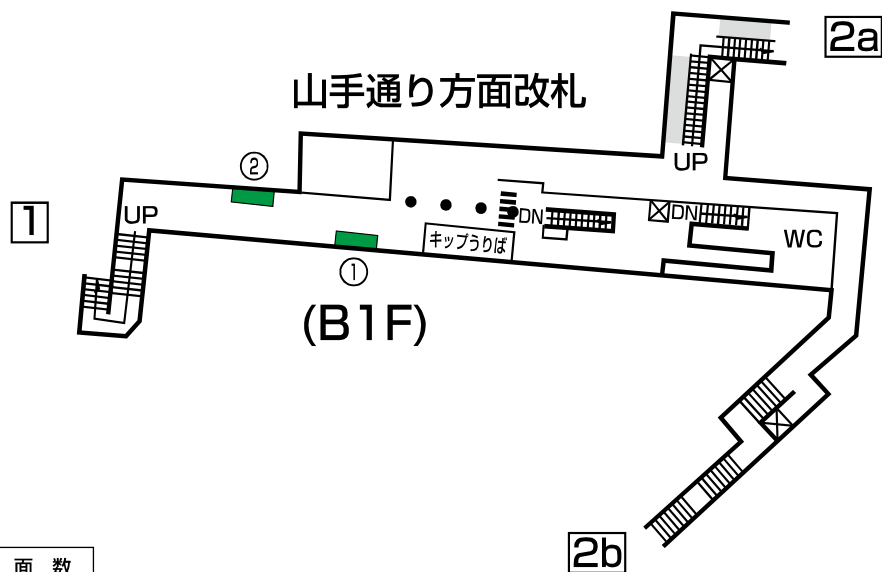 2a
山手通り方面改札
②
UP
1
UP
DN
DN
WC
キップうりば
①
(B1F)
2b
面 数